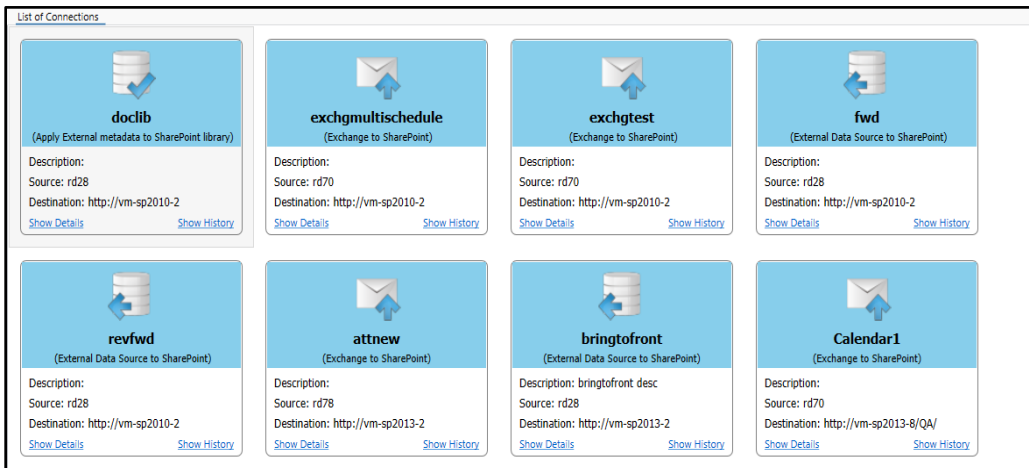 List of Connections
doclib
(Apply External metadata to SharePoint library)
Description:
Source: rd28
Destination: http://vm-sp2010-2
Show Details Show History
exchgmultischedule
(Exchange to SharePoint)
Description:
Source: rd70
Destination: http://vm-sp2010-2
Show Details Show History
exchgtest
(Exchange to SharePoint)
Description:
Source: rd70
Destination: http://vm-sp2010-2
Show Details Show History
fwd
(External Data Source to SharePoint)
Description:
Source: rd28
Destination: http://vm-sp2010-2
Show Details Show History
revfwd
(External Data Source to SharePoint)
Description:
Source: rd28
Destination: http://vm-sp2010-2
Show Details Show History
attnew
(Exchange to SharePoint)
Description:
Source: rd78
Destination: http://vm-sp2013-2
Show Details Show History
bringtofront
(External Data Source to SharePoint)
Description: bringtofront desc
Source: rd28
Destination: http://vm-sp2013-2
Show Details Show History
Calendar1
(Exchange to SharePoint)
Description:
Source: rd70
Destination: http://vm-sp2013-8/QA/
Show Details Show History